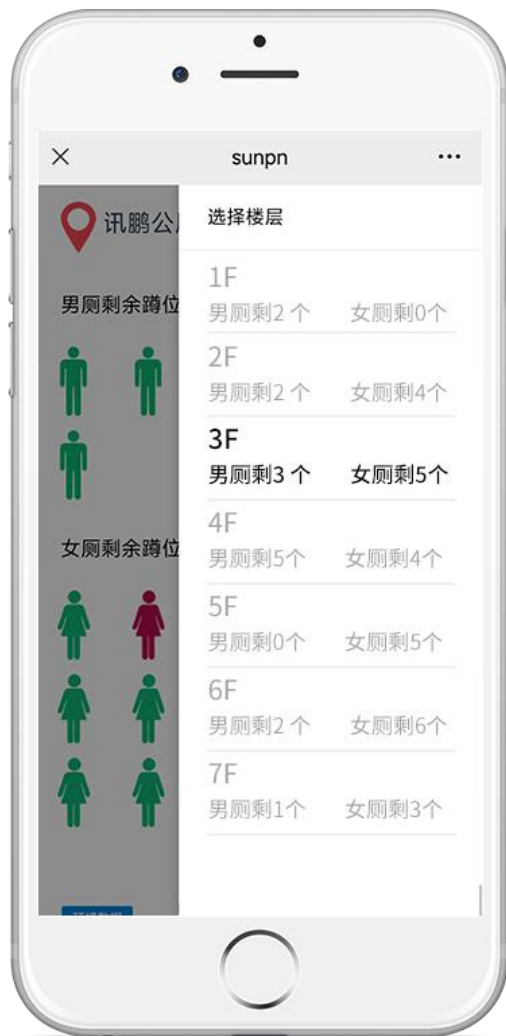 sunpn
讯鹏公
选择楼层
男厕剩余蹲位
1F
男厕剩2 个 女厕剩0个
2F
男厕剩2 个 女厕剩4个
3F
男厕剩3 个 女厕剩5个
4F
男厕剩5个 女厕剩4个
女厕剩余蹲位
5F
男厕剩0个 女厕剩5个
6F
男厕剩2 个 女厕剩6个
7F
男厕剩1个 女厕剩3个